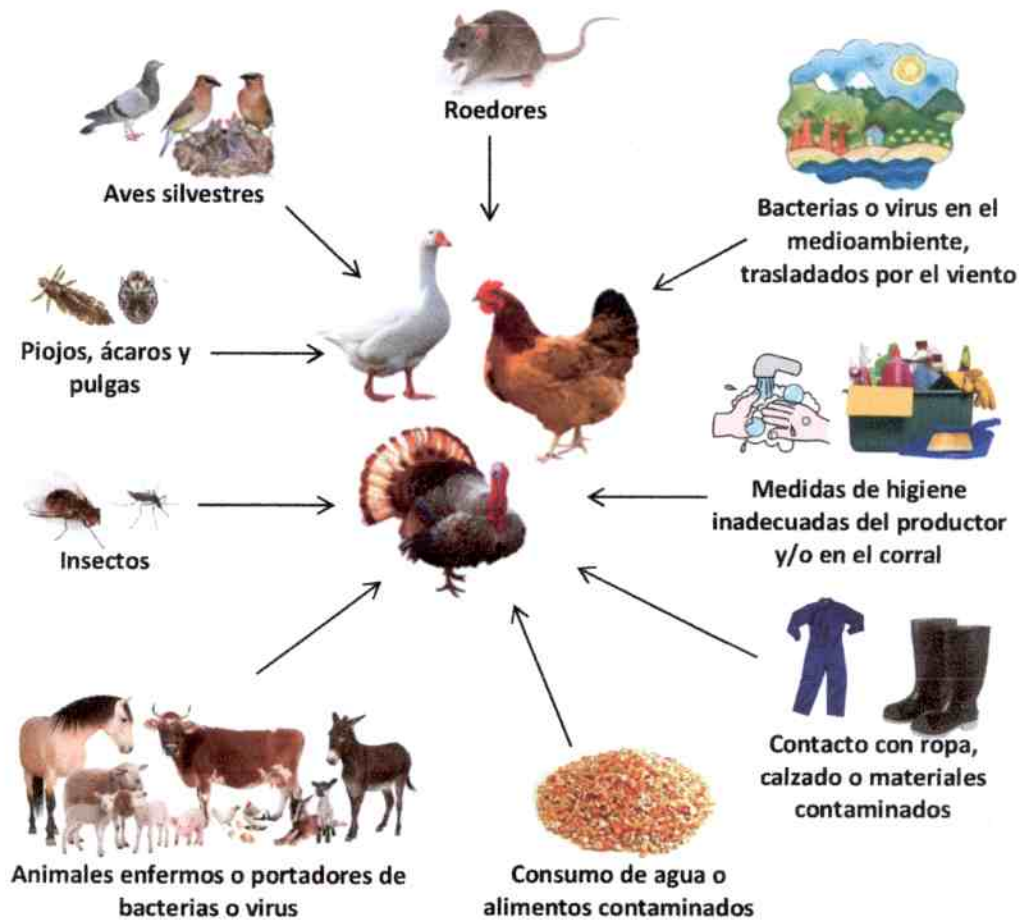 Roedores
Aves silvestres
Bacterias o virus en el
medioambiente,
trasladados por el viento
Piojos, ácaros y
pulgas
Medidas de higiene
inadecuadas del productor
y/o en el corral
Insectos
Contacto con ropa,
calzado o materiales
contaminados
Animales enfermos o portadores de
bacterias o virus
Consumo de agua o
alimentos contaminados